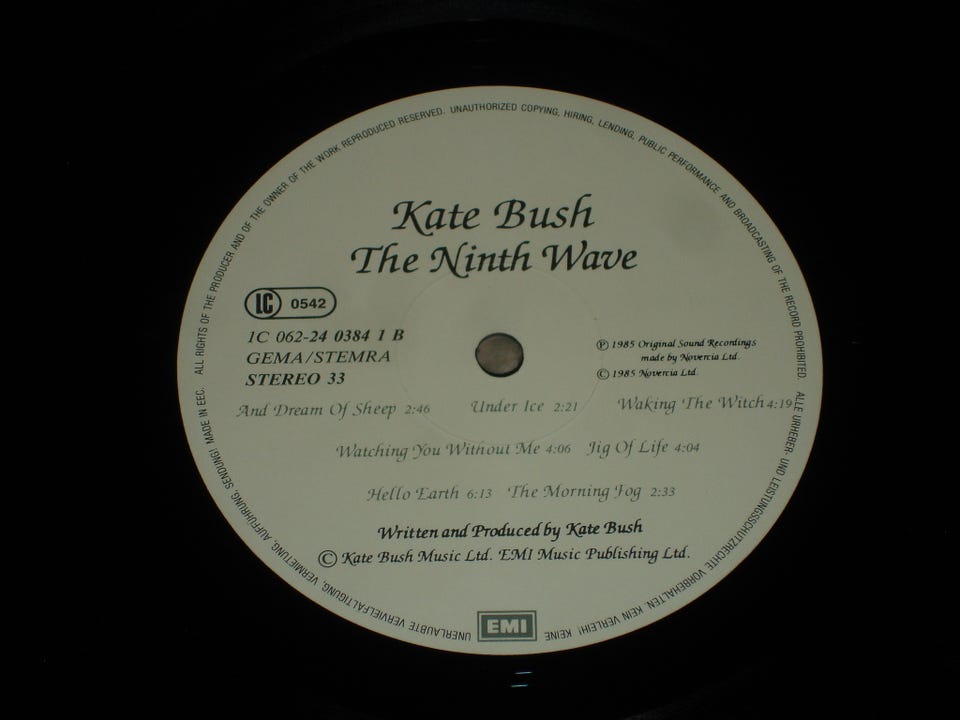 ALL RIGHTS OF THE PRODUCER AND OF THE OWNER OF THE WORK REPRODUCED RESERVED. UNAUTHORIZED COPYING, HIRING, LENDING, PUBLIC PERFORMANCE AND BROADCASTING OF THE RECORD PROHIBITED.
Kate Bush
The Ninth Wave
LC 0542
1C 062-24 0384 1 B
GEMA/STEMRA
STEREO 33
Ⓟ 1985 Original Sound Recordings
made by Novercia Ltd.
© 1985 Novercia Ltd.
And Dream Of Sheep 2:46 Under Ice 2:21 Waking The Witch 4:19
Watching You Without Me 4:06 Jig Of Life 4:04
Hello Earth 6:13 The Morning Fog 2:33
Written and Produced by Kate Bush
© Kate Bush Music Ltd. EMI Music Publishing Ltd.
EMI
ALLE URHEBER- UND LEISTUNGSSCHUTZRECHTE VORBEHALTEN. KEIN VERLEIH! KEINE UNERLAUBTE VERVIELFÄLTIGUNG, VERMIETUNG, AUFFÜHRUNG, SENDUNG! MADE IN EEC.